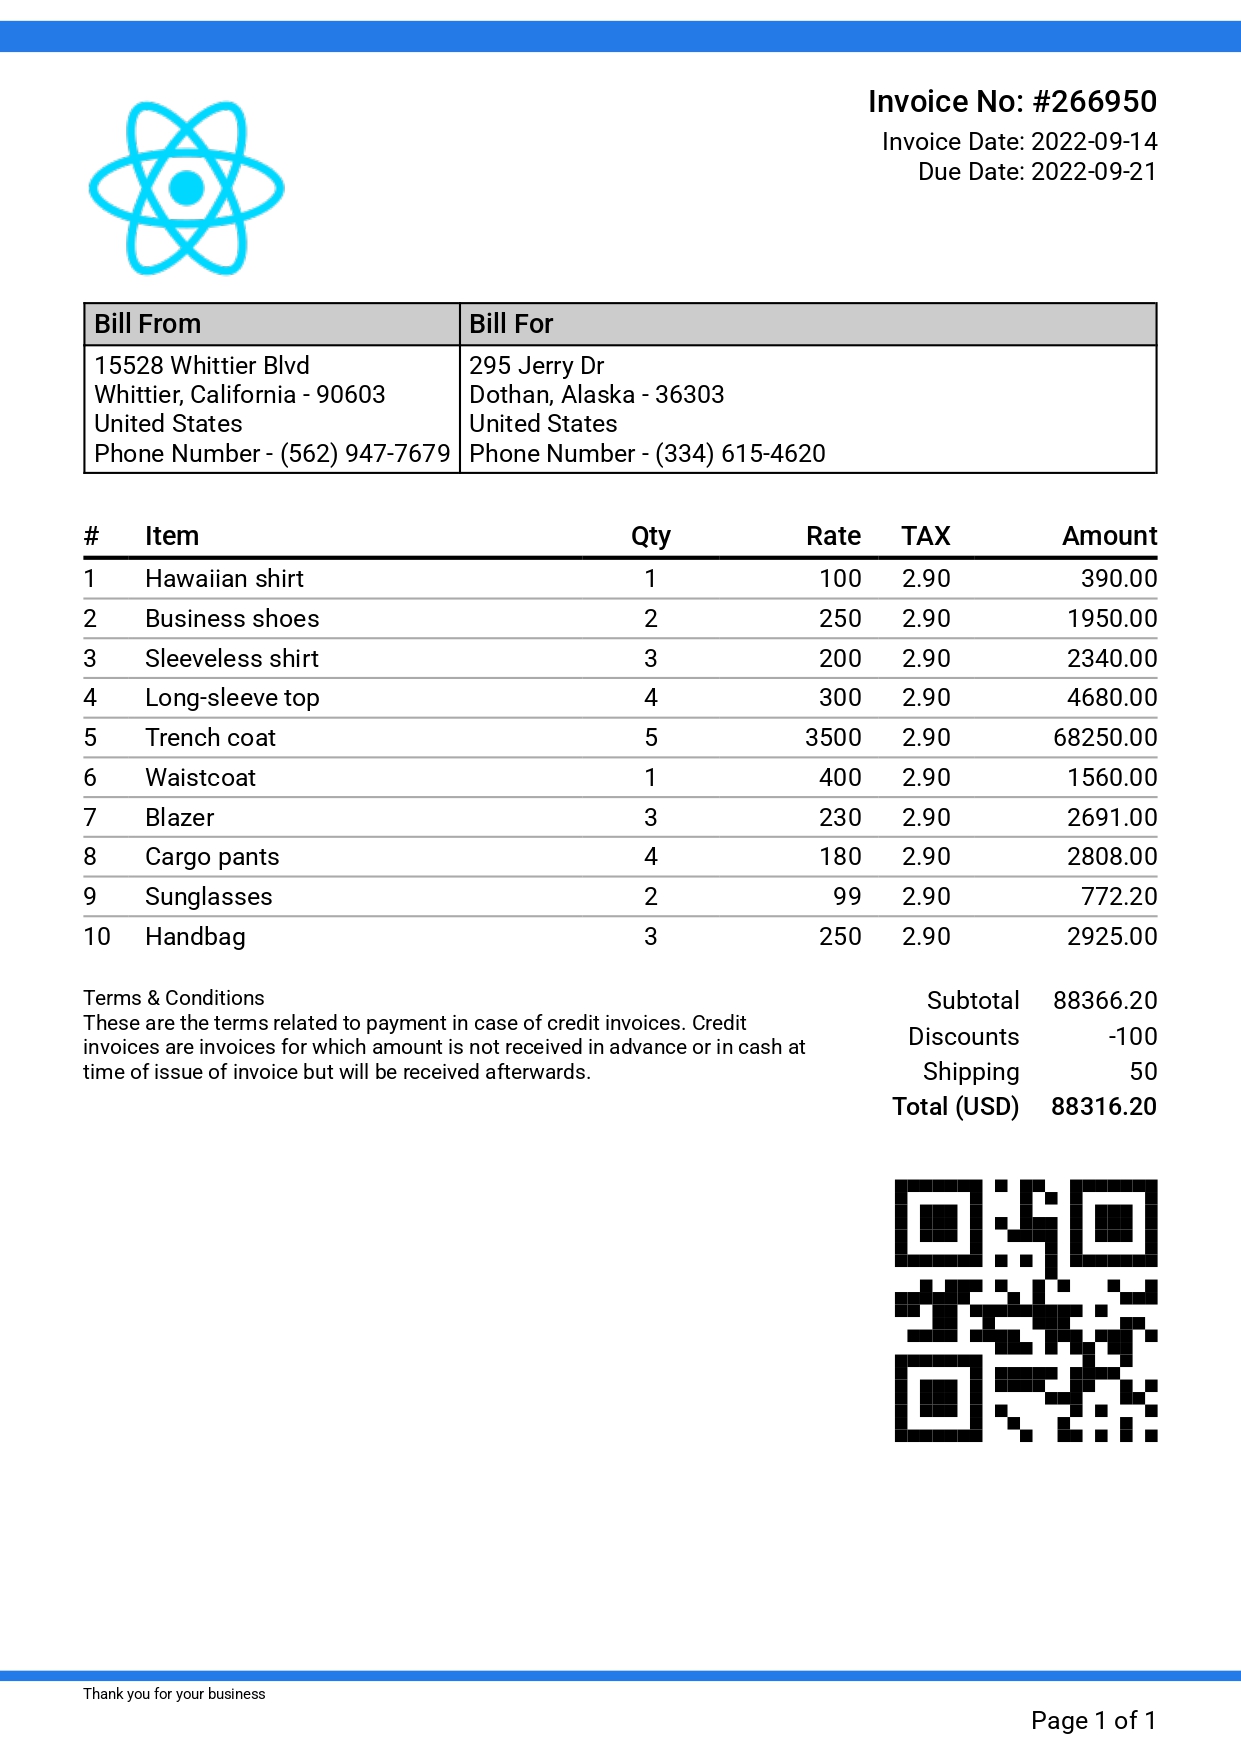 Invoice No: #266950
Invoice Date: 2022-09-14
Due Date: 2022-09-21
Bill From Bill For
15528 Whittier Blvd 295 Jerry Dr
Whittier, California - 90603 Dothan, Alaska - 36303
United States United States
Phone Number - (562) 947-7679 Phone Number - (334) 615-4620
# Item Qty Rate TAX Amount
1 Hawaiian shirt 1 100 2.90 390.00
2 Business shoes 2 250 2.90 1950.00
3 Sleeveless shirt 3 200 2.90 2340.00
4 Long-sleeve top 4 300 2.90 4680.00
5 Trench coat 5 3500 2.90 68250.00
6 Waistcoat 1 400 2.90 1560.00
7 Blazer 3 230 2.90 2691.00
8 Cargo pants 4 180 2.90 2808.00
9 Sunglasses 2 99 2.90 772.20
10 Handbag 3 250 2.90 2925.00
Terms & Conditions
These are the terms related to payment in case of credit invoices. Credit
invoices are invoices for which amount is not received in advance or in cash at
time of issue of invoice but will be received afterwards.
Subtotal 88366.20
Discounts -100
Shipping 50
Total (USD) 88316.20
Thank you for your business
Page 1 of 1